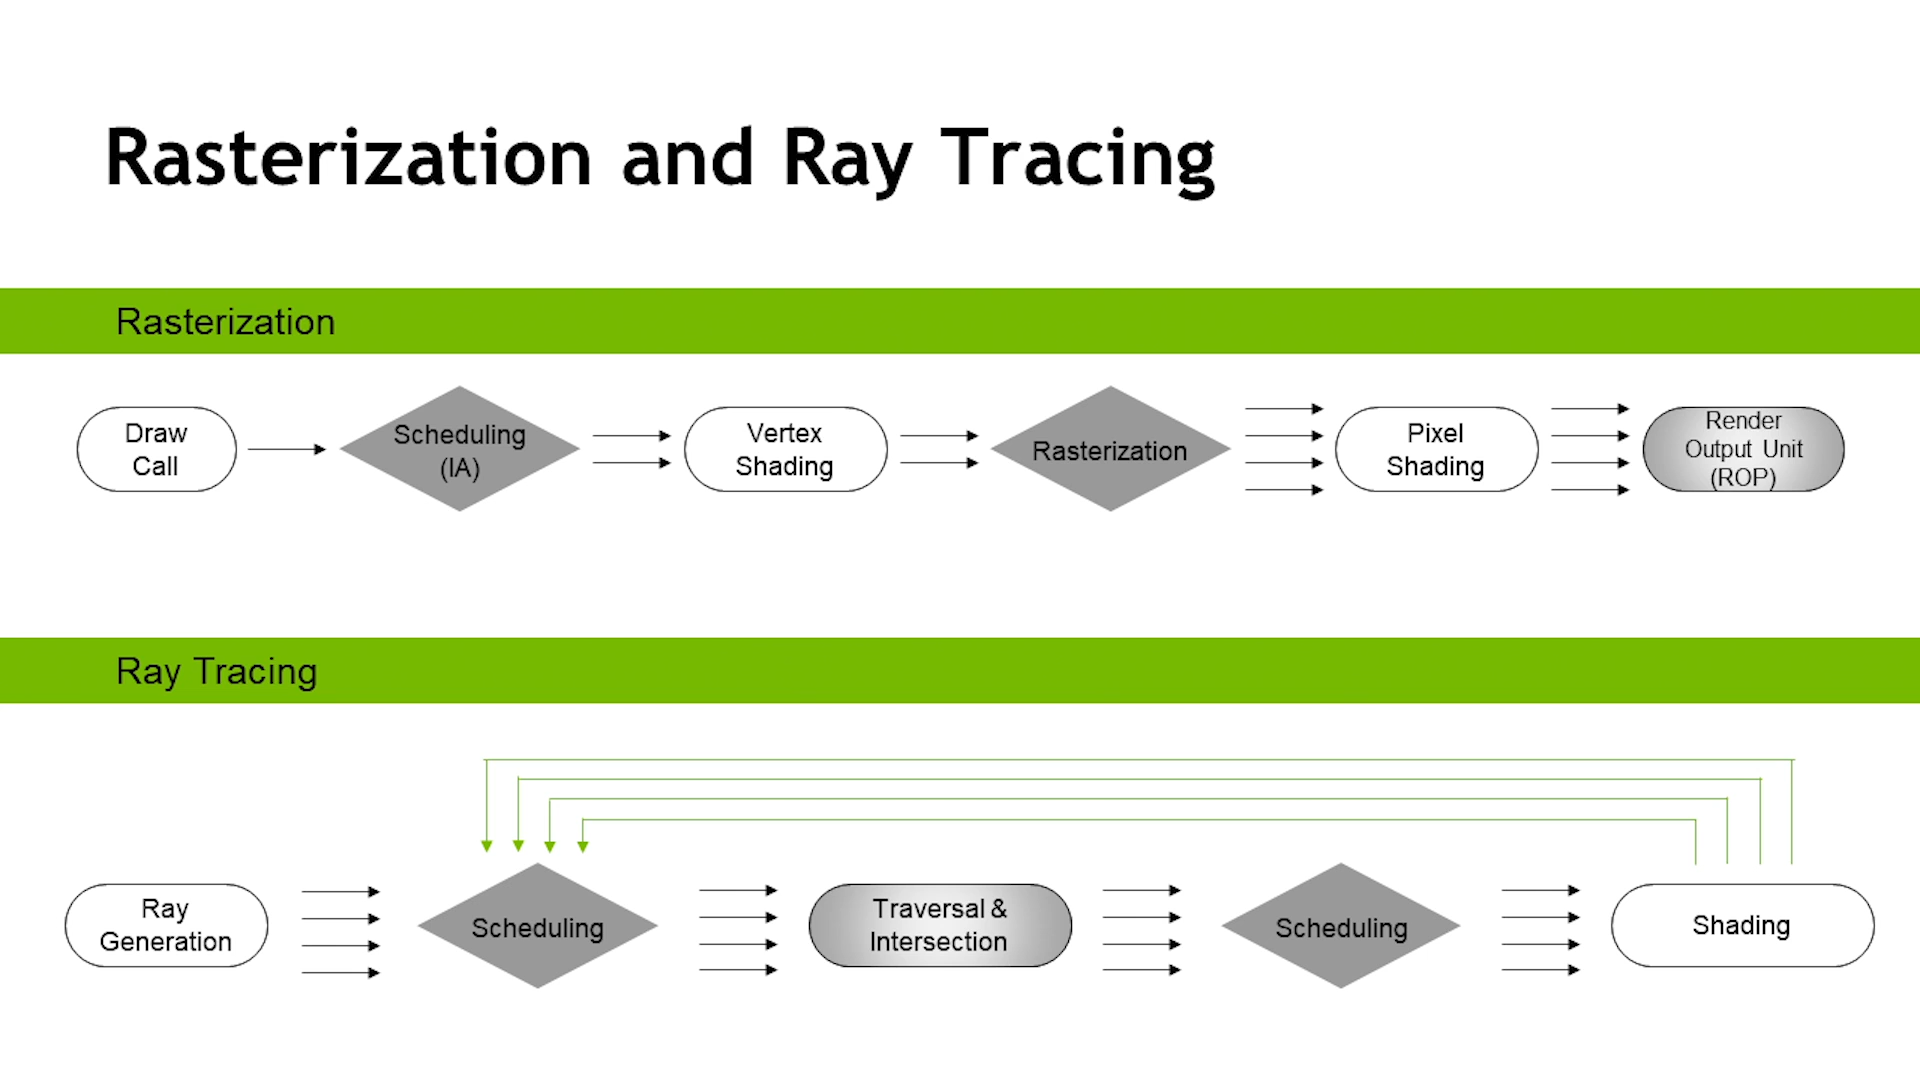 Rasterization and Ray Tracing
Rasterization
Draw
Call
Scheduling
(IA)
Vertex
Shading
Rasterization
Pixel
Shading
Render
Output Unit
(ROP)
Ray Tracing
Ray
Generation
Scheduling
Traversal &
Intersection
Scheduling
Shading